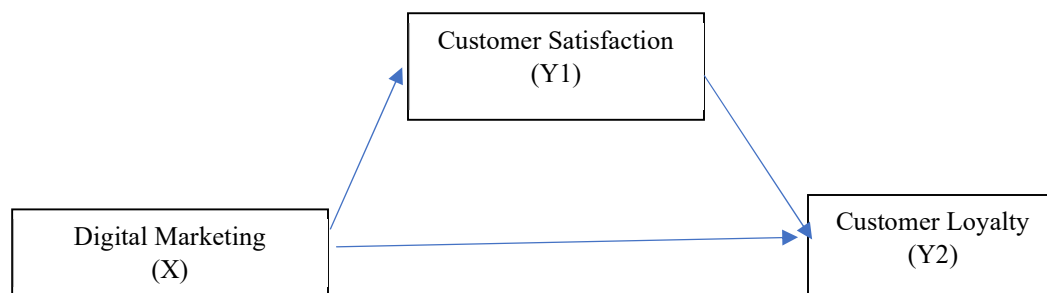 Customer Satisfaction
(Y1)
Digital Marketing
(X)
Customer Loyalty
(Y2)